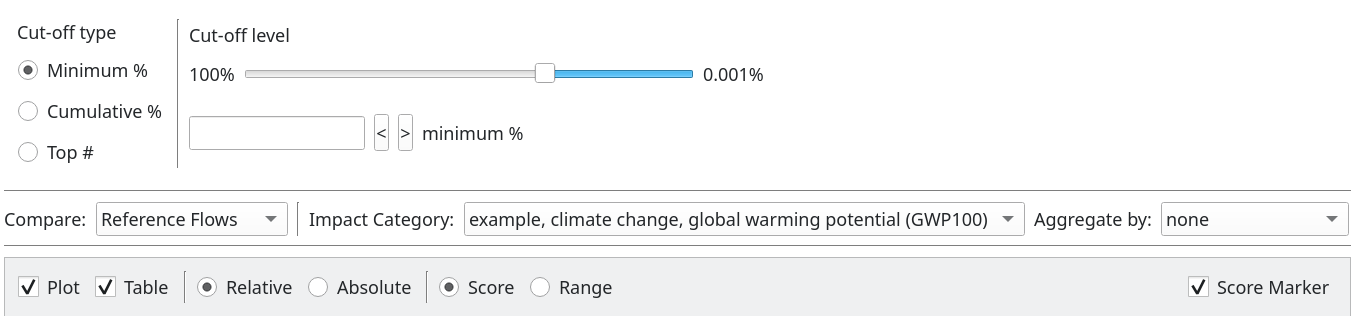 Cut-off type
Cut-off level
Minimum %
100%
0.001%
Cumulative %
< > minimum %
Top #
Compare: Reference Flows Impact Category: example, climate change, global warming potential (GWP100) Aggregate by: none
Plot Table Relative Absolute Score Range Score Marker